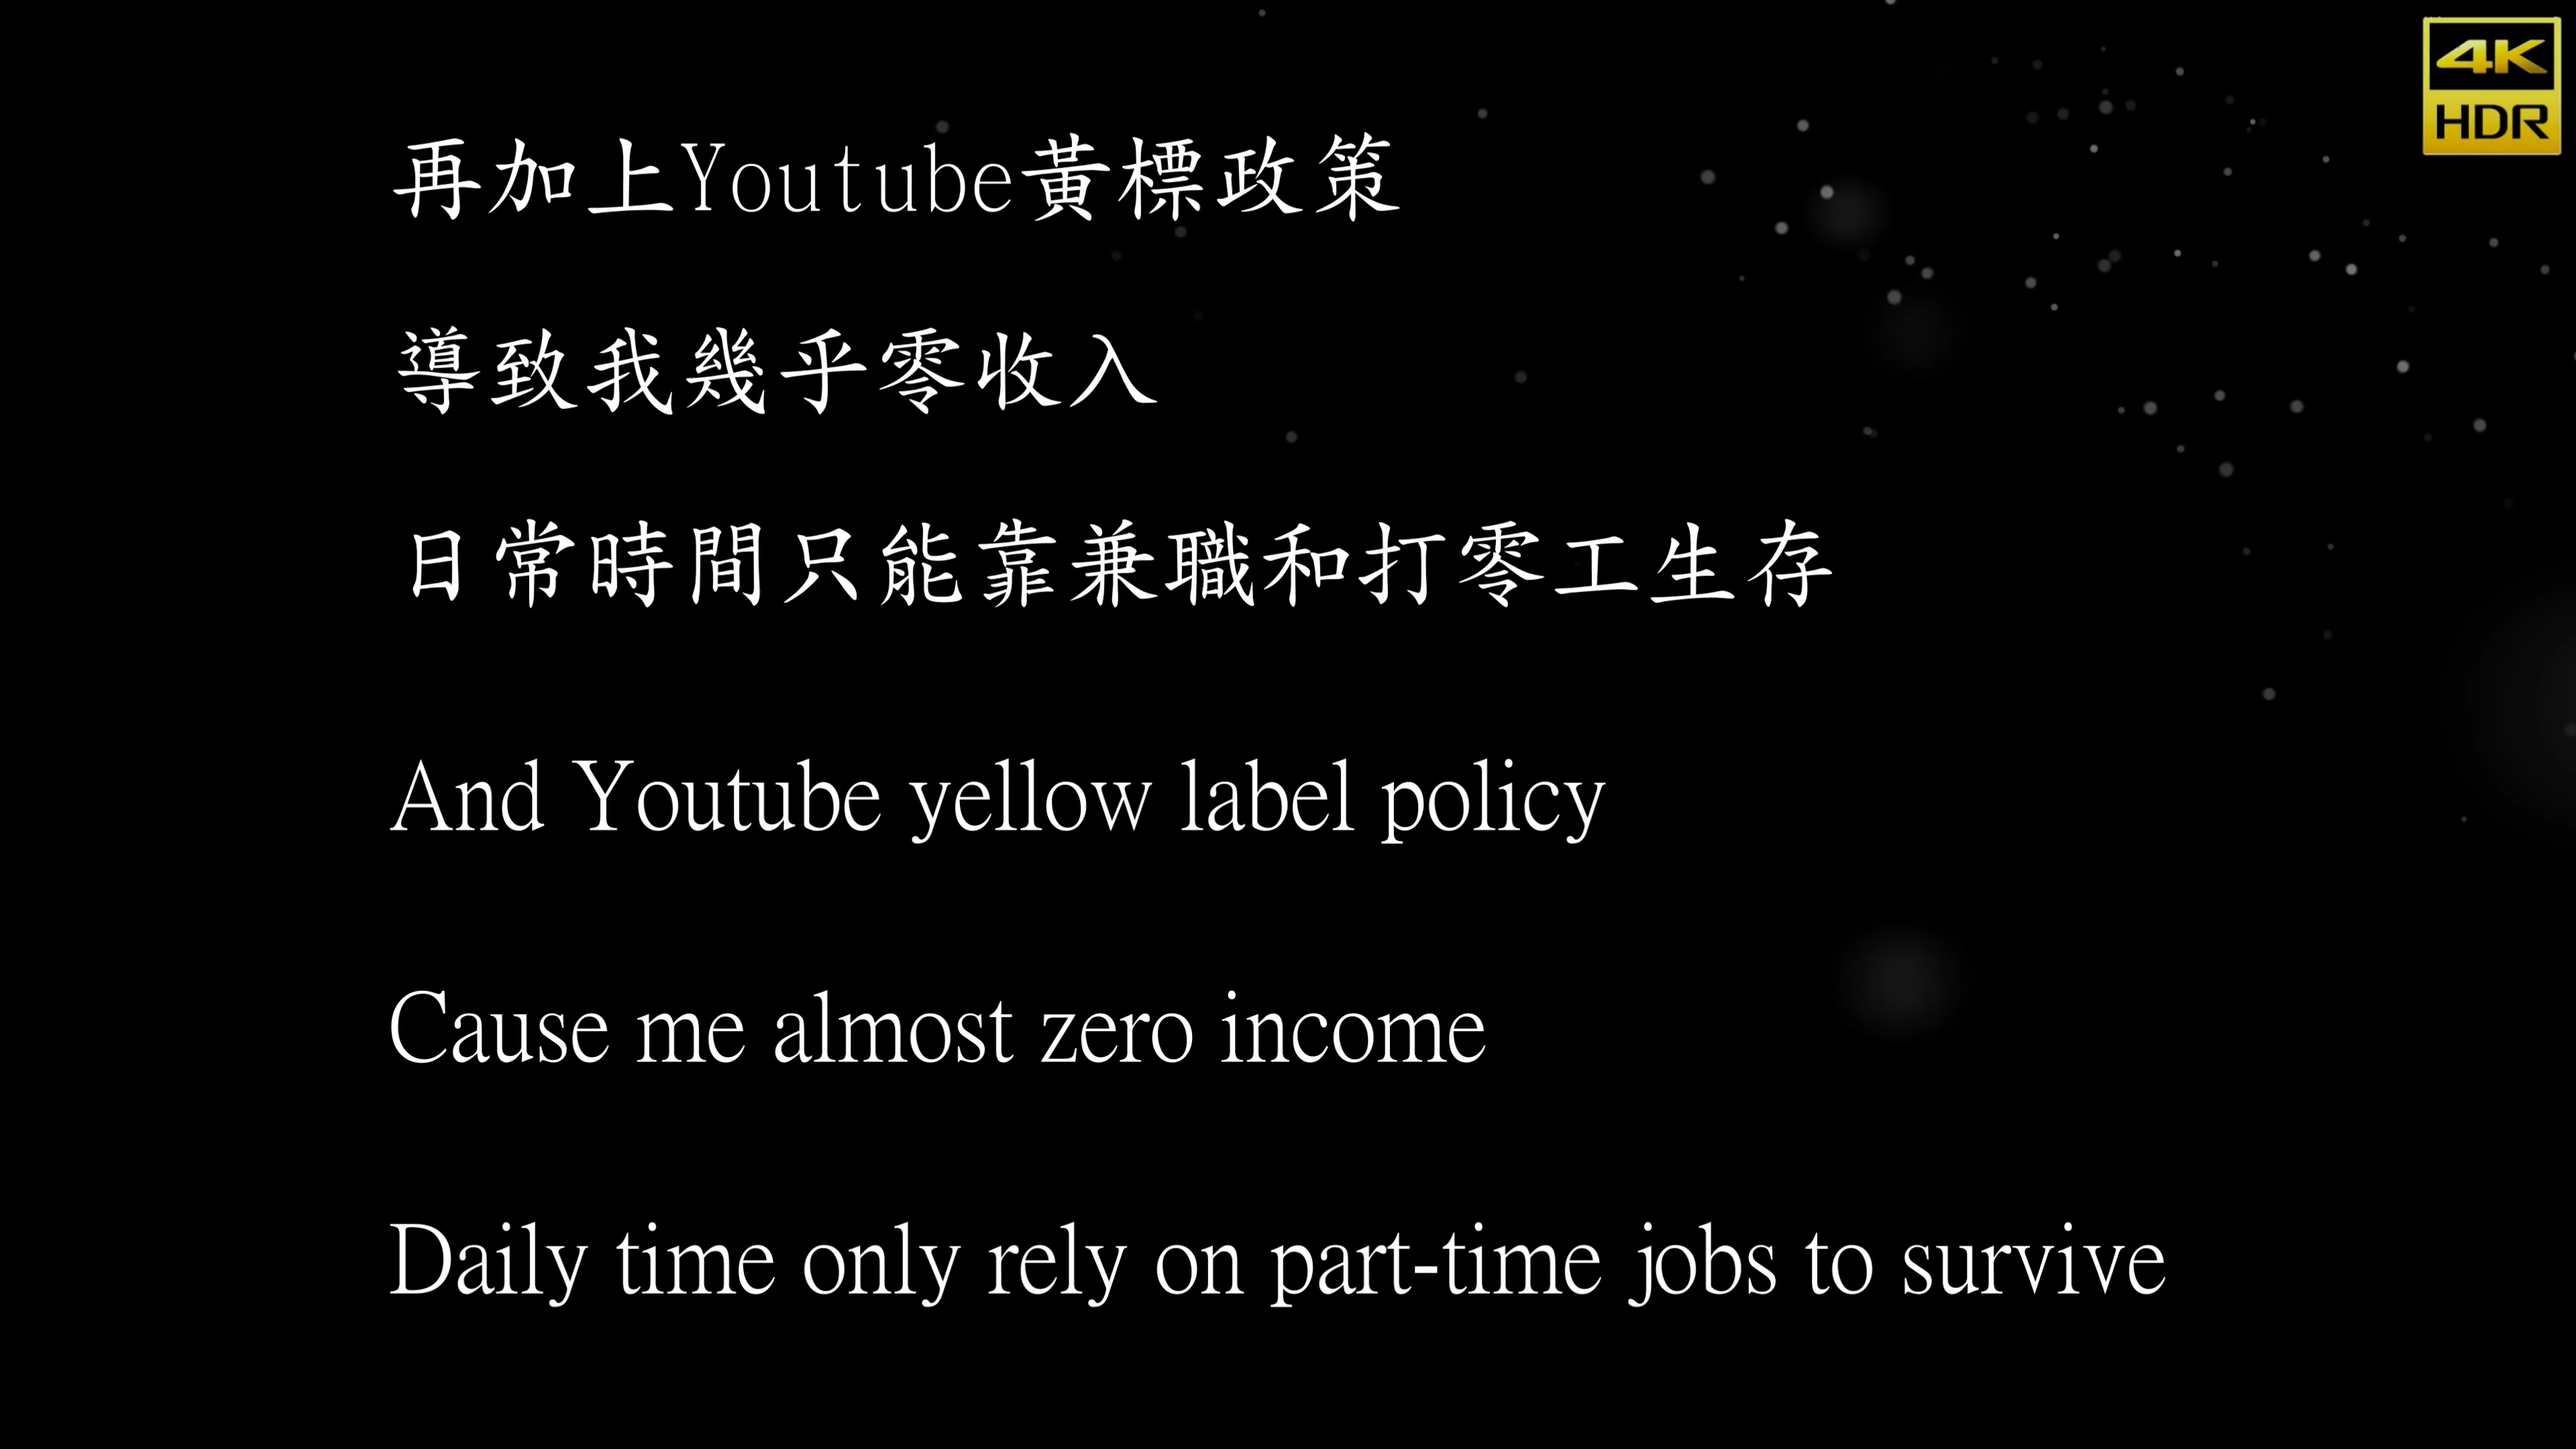 4K
HDR
再加上Youtube黃標政策
導致我幾乎零收入
日常時間只能靠兼職和打零工生存
And Youtube yellow label policy
Cause me almost zero income
Daily time only rely on part-time jobs to survive